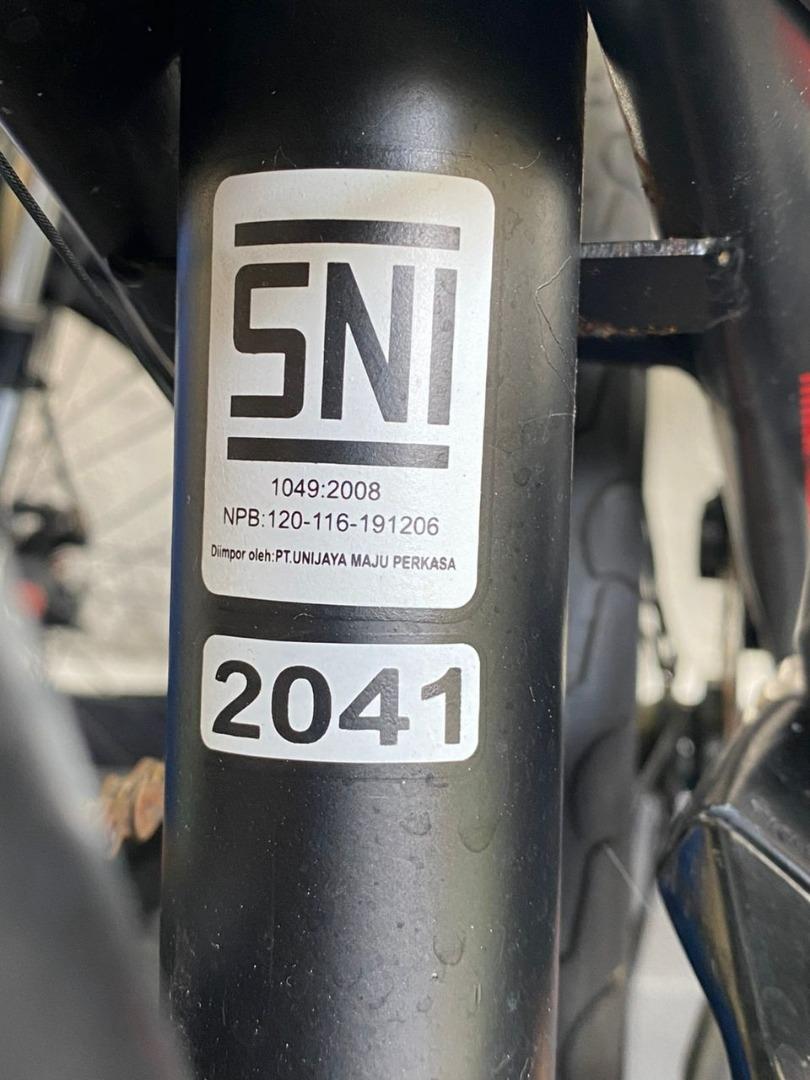 SNI
1049:2008
NPB:120-116-191206
Diimpor oleh:PT.UNIJAYA MAJU PERKASA
2041